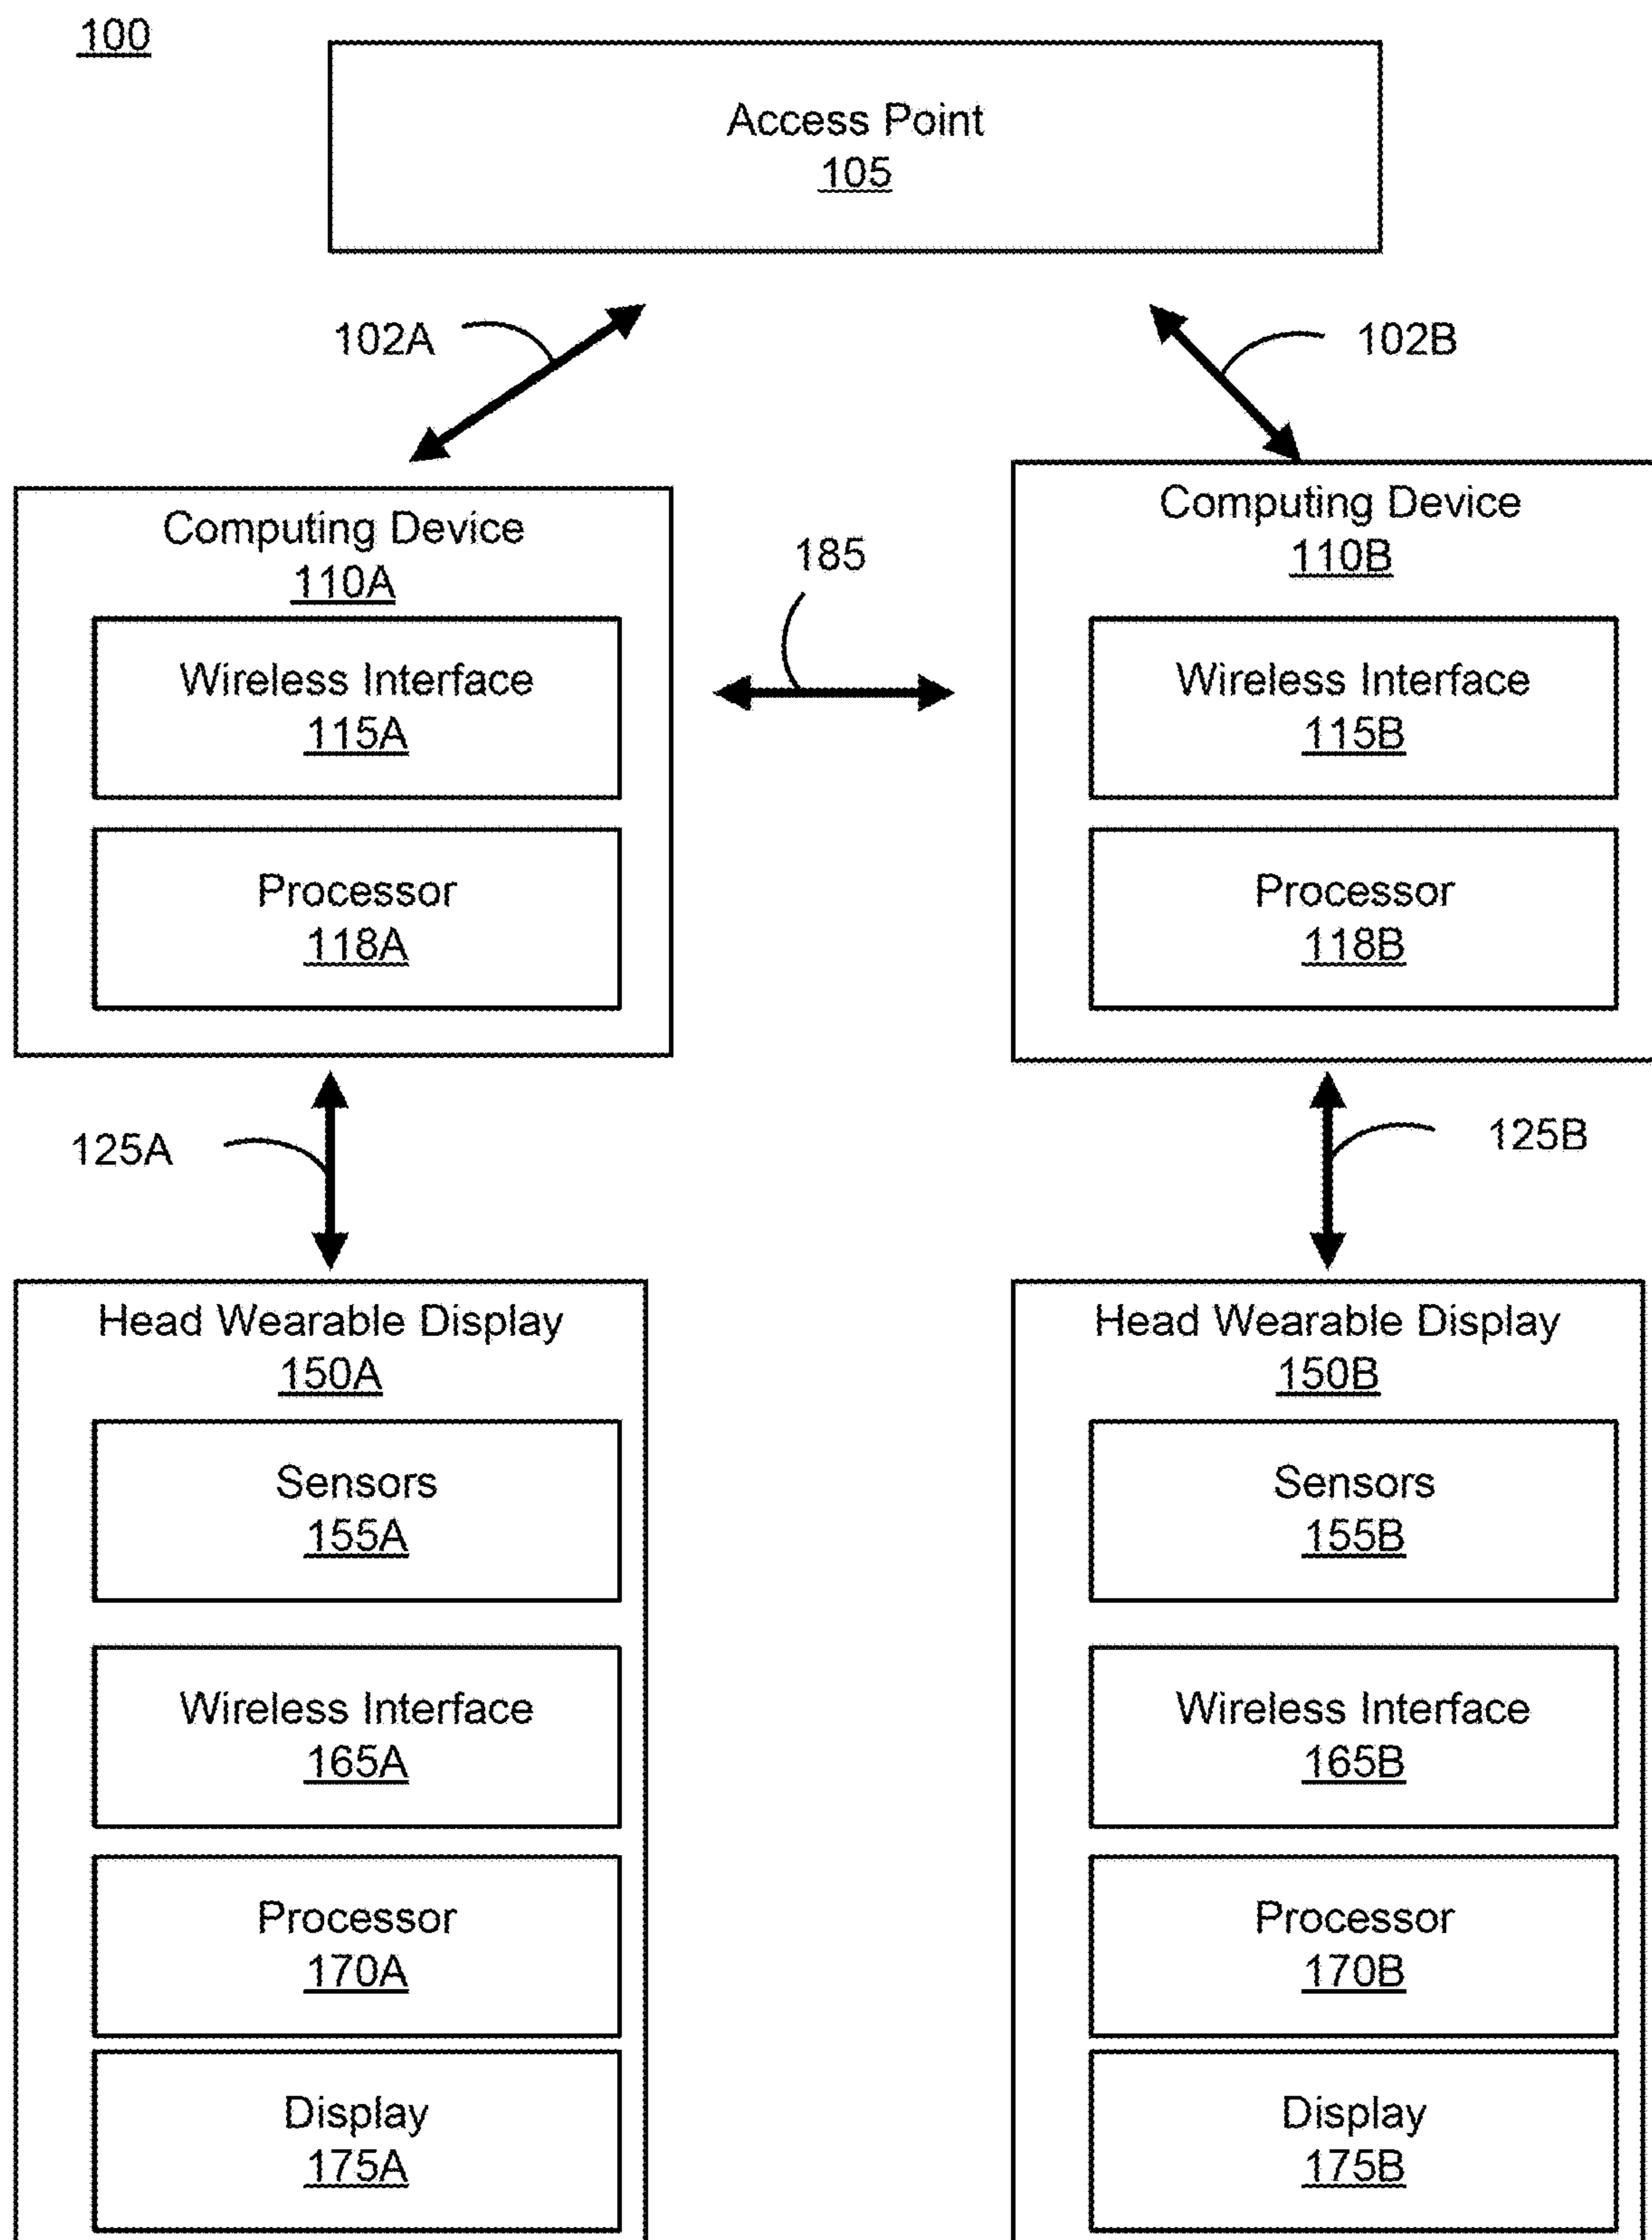 100
Access Point
105
102A
102B
Computing Device
110A
Wireless Interface
115A
Processor
118A
185
Computing Device
110B
Wireless Interface
115B
Processor
118B
125A
125B
Head Wearable Display
150A
Sensors
155A
Wireless Interface
165A
Processor
170A
Display
175A
Head Wearable Display
150B
Sensors
155B
Wireless Interface
165B
Processor
170B
Display
175B